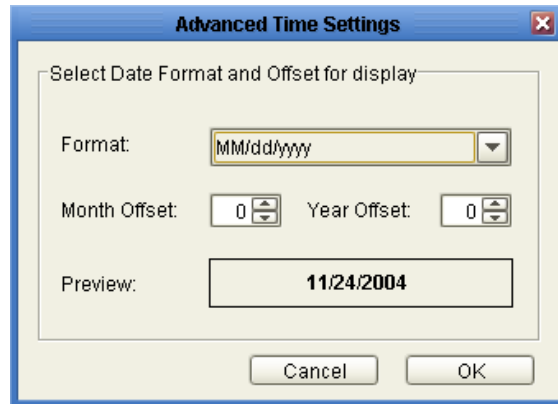 Advanced Time Settings
Select Date Format and Offset for display
Format: MM/dd/yyyy
Month Offset: 0 Year Offset: 0
Preview: 11/24/2004
Cancel OK